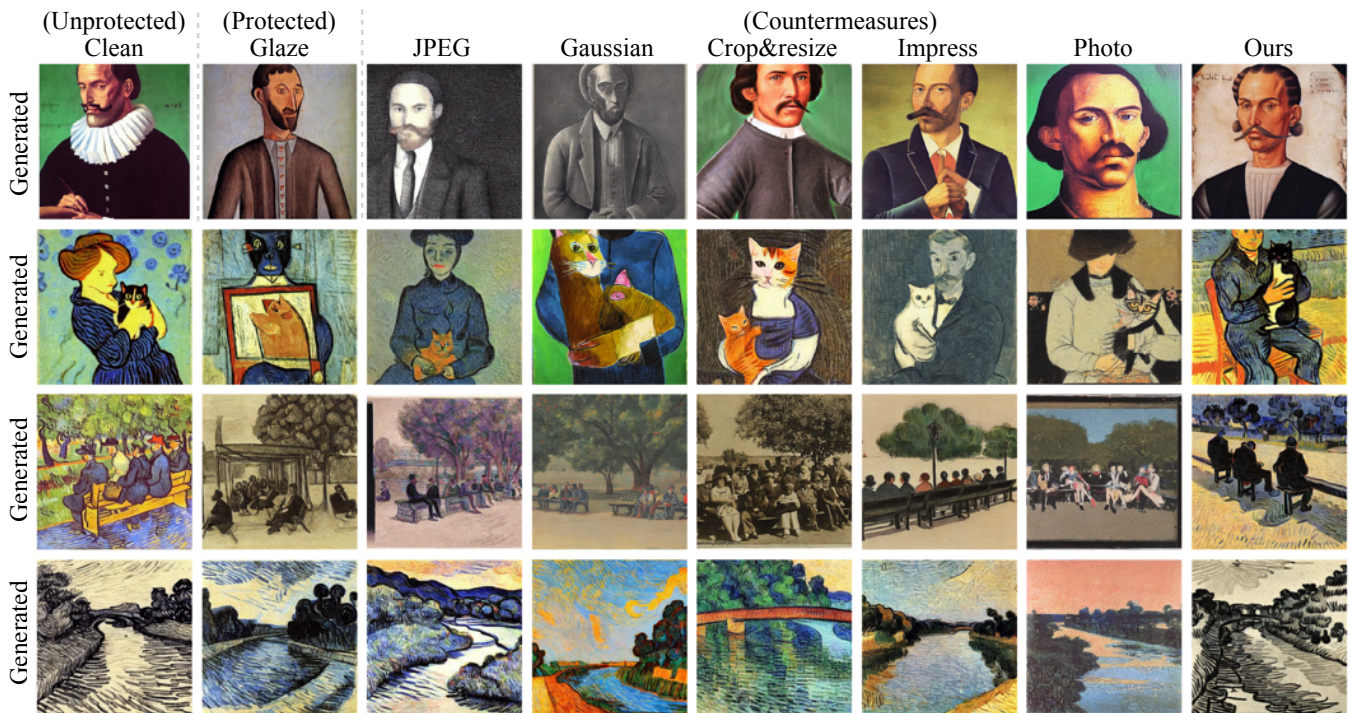 (Unprotected) (Protected) (Countermeasures)
Clean Glaze JPEG Gaussian Crop&resize Impress Photo Ours
Generated
Generated
Generated
Generated